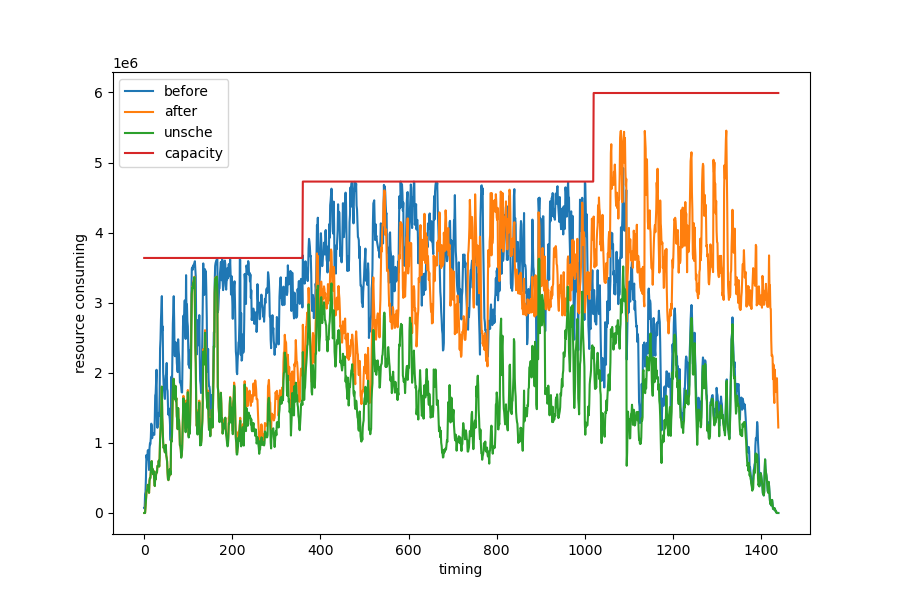 1e6
before
after
unsche
capacity
6
5
4
3
2
1
0
resource consuming
0 200 400 600 800 1000 1200 1400
timing